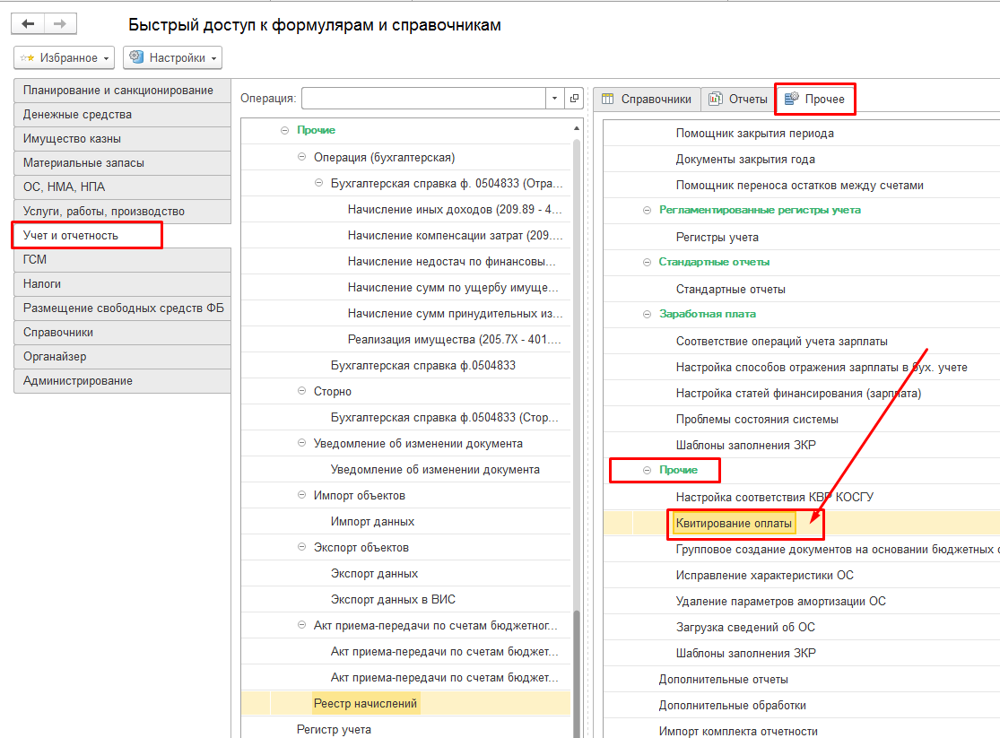 Быстрый доступ к формулярам и справочникам
Избранное
Настройки
Планирование и санкционирование
Денежные средства
Имущество казны
Материальные запасы
ОС, НМА, НПА
Услуги, работы, производство
Учет и отчетность
ГСМ
Налоги
Размещение свободных средств ФБ
Справочники
Органайзер
Администрирование
Операция:
Прочие
Операция (бухгалтерская)
Бухгалтерская справка ф. 0504833 (Отра...
Начисление иных доходов (209.89 - 4...
Начисление компенсации затрат (209....
Начисление недостач по финансовы...
Начисление сумм по ущербу имуще...
Начисление сумм принудительных из...
Реализация имущества (205.7Х - 401....
Бухгалтерская справка ф.0504833
Сторно
Бухгалтерская справка ф.0504833 (Стор...
Уведомление об изменении документа
Уведомление об изменении документа
Импорт объектов
Импорт данных
Экспорт объектов
Экспорт данных
Экспорт данных в ВИС
Акт приема-передачи по счетам бюджетног...
Акт приема-передачи по счетам бюджет...
Акт приема-передачи по счетам бюджет...
Реестр начислений
Регистр учета
Справочники
Отчеты
Прочее
Помощник закрытия периода
Документы закрытия года
Помощник переноса остатков между счетами
Регламентированные регистры учета
Регистры учета
Стандартные отчеты
Стандартные отчеты
Заработная плата
Соответствие операций учета зарплаты
Настройка способов отражения зарплаты в бух. учете
Настройка статей финансирования (зарплата)
Проблемы состояния системы
Шаблоны заполнения ЗКР
Прочие
Настройка соответствия КВР КОСГУ
Квитирование оплаты
Групповое создание документов на основании бюджетных о
Исправление характеристики ОС
Удаление параметров амортизации ОС
Загрузка сведений об ОС
Шаблоны заполнения ЗКР
Дополнительные отчеты
Дополнительные обработки
Импорт комплекта отчетности